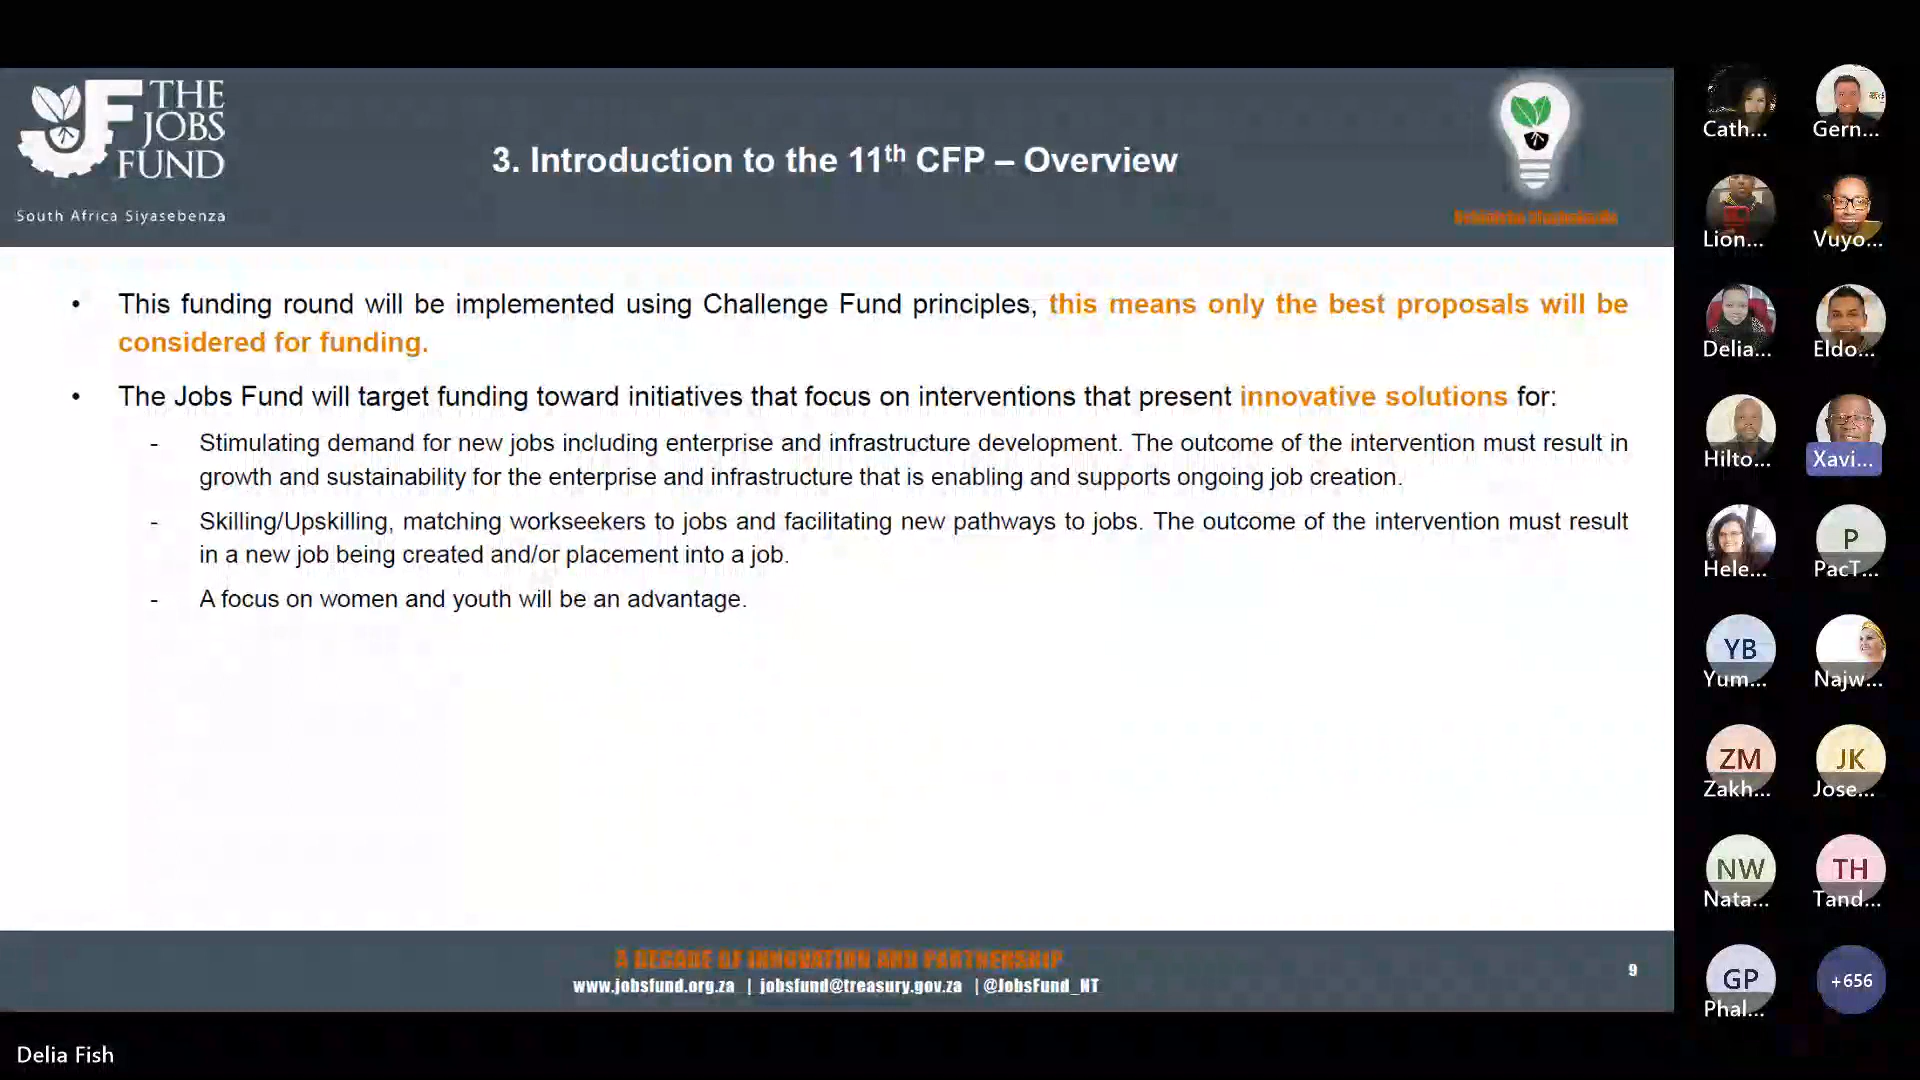 THE
JOBS
FUND
South Africa Siyasebenza
3. Introduction to the 11th CFP – Overview
• This funding round will be implemented using Challenge Fund principles, this means only the best proposals will be
considered for funding.
• The Jobs Fund will target funding toward initiatives that focus on interventions that present innovative solutions for:
- Stimulating demand for new jobs including enterprise and infrastructure development. The outcome of the intervention must result in
growth and sustainability for the enterprise and infrastructure that is enabling and supports ongoing job creation.
- Skilling/Upskilling, matching workseekers to jobs and facilitating new pathways to jobs. The outcome of the intervention must result
in a new job being created and/or placement into a job.
- A focus on women and youth will be an advantage.
A DECADE OF INNOVATION AND PARTNERSHIP
www.jobsfund.org.za | jobsfund@treasury.gov.za | @JobsFund_NT
9
Delia Fish
Cath...
Gern...
Lion...
Vuyo...
Delia...
Eldo...
Hilto...
Xavi...
Hele...
P
PacT...
YB
Yum...
Najw...
ZM
Zakh...
JK
Jose...
NW
Nata...
TH
Tand...
GP
Phal...
+656